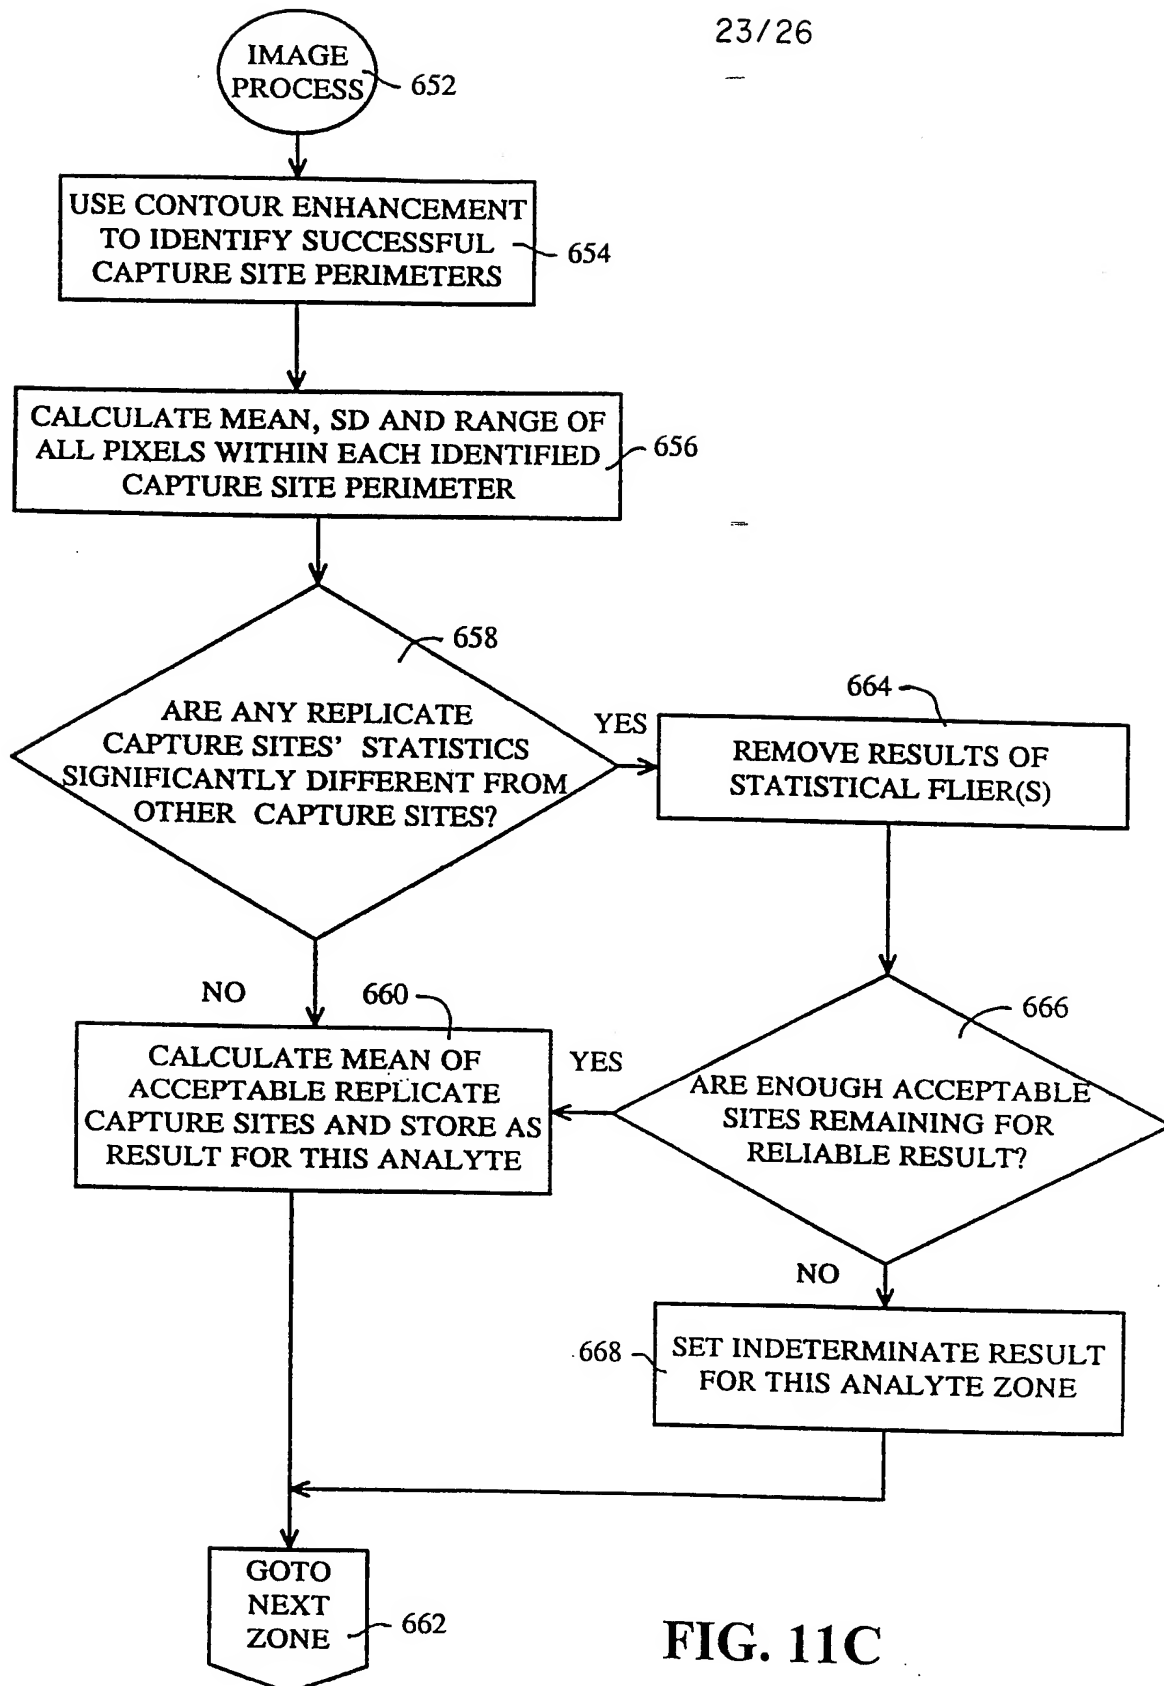 23/26
IMAGE
PROCESS
652
USE CONTOUR ENHANCEMENT
TO IDENTIFY SUCCESSFUL
CAPTURE SITE PERIMETERS
654
CALCULATE MEAN, SD AND RANGE OF
ALL PIXELS WITHIN EACH IDENTIFIED
CAPTURE SITE PERIMETER
656
658
ARE ANY REPLICATE
CAPTURE SITES' STATISTICS
SIGNIFICANTLY DIFFERENT FROM
OTHER CAPTURE SITES?
YES
664
REMOVE RESULTS OF
STATISTICAL FLIER(S)
NO
660
CALCULATE MEAN OF
ACCEPTABLE REPLICATE
CAPTURE SITES AND STORE AS
RESULT FOR THIS ANALYTE
YES
666
ARE ENOUGH ACCEPTABLE
SITES REMAINING FOR
RELIABLE RESULT?
NO
668
SET INDETERMINATE RESULT
FOR THIS ANALYTE ZONE
GOTO
NEXT
ZONE
662
FIG. 11C